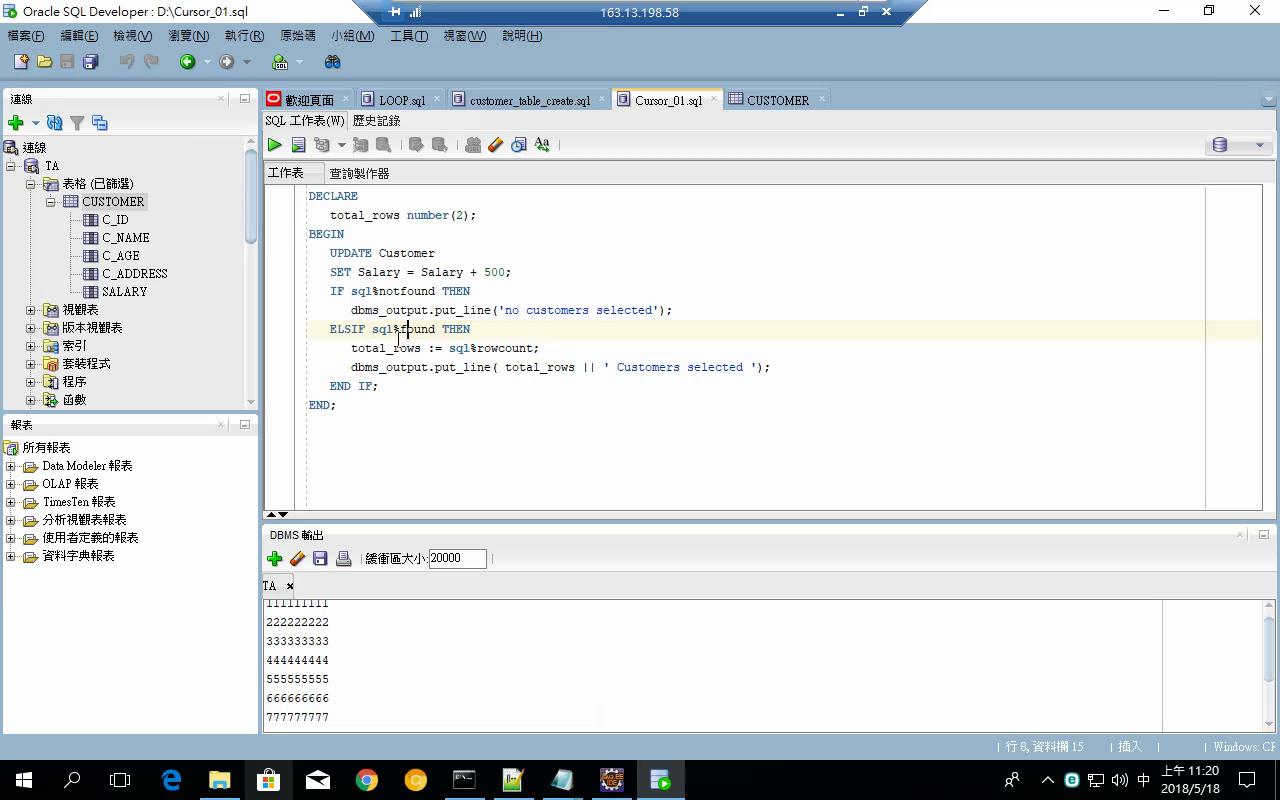 Oracle SQL Developer : D:\Cursor_01.sql
163.13.198.58
檔案(F) 編輯(E) 檢視(V) 瀏覽(N) 執行(R) 原始碼 小組(M) 工具(T) 視窗(W) 說明(H)
連線
連線
TA
表格 (已篩選)
CUSTOMER
C_ID
C_NAME
C_AGE
C_ADDRESS
SALARY
視觀表
版本視觀表
索引
套裝程式
程序
函數
報表
所有報表
Data Modeler 報表
OLAP 報表
TimesTen 報表
分析視觀表報表
使用者定義的報表
資料字典報表
歡迎頁面 LOOP.sql customer_table_create.sql Cursor_01.sql CUSTOMER
SQL 工作表(W) 歷史記錄
工作表 查詢製作器
DECLARE
total_rows number(2);
BEGIN
UPDATE Customer
SET Salary = Salary + 500;
IF sql%notfound THEN
dbms_output.put_line('no customers selected');
ELSIF sql%found THEN
total_rows := sql%rowcount;
dbms_output.put_line( total_rows || ' Customers selected ');
END IF;
END;
DBMS 輸出
緩衝區大小: 20000
TA
111111111
222222222
333333333
444444444
555555555
666666666
777777777
行 8, 資料欄 15 插入 Windows: CF
中
上午 11:20
2018/5/18